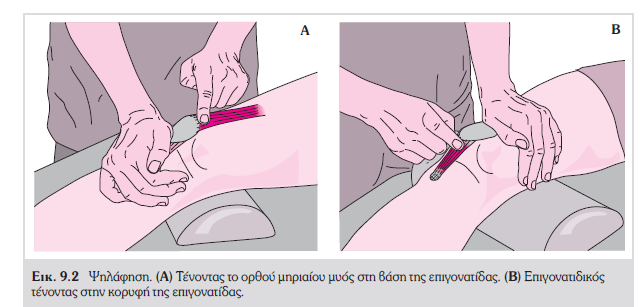 A
B
Εικ. 9.2 Ψηλάφηση. (Α) Τένοντας το ορθού μηριαίου μυός στη βάση της επιγονατίδας. (Β) Επιγονατιδικός
τένοντας στην κορυφή της επιγονατίδας.